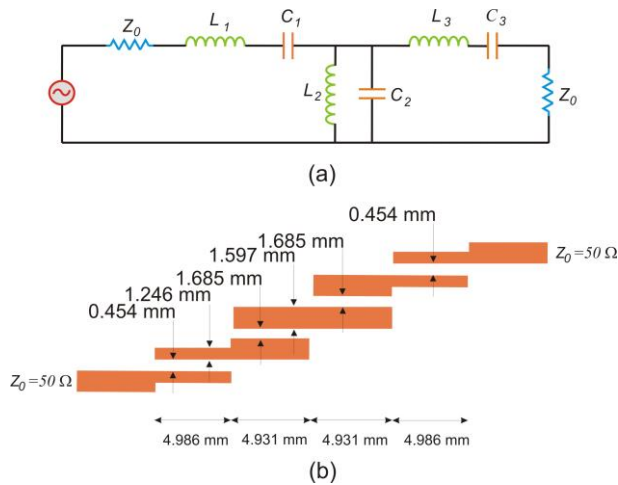 Z₀
L₁
C₁
L₃
C₃
L₂
C₂
Z₀
(a)
0.454 mm
1.685 mm
1.597 mm
Z₀=50 Ω
1.685 mm
1.246 mm
0.454 mm
Z₀=50 Ω
4.986 mm
4.931 mm
4.931 mm
4.986 mm
(b)